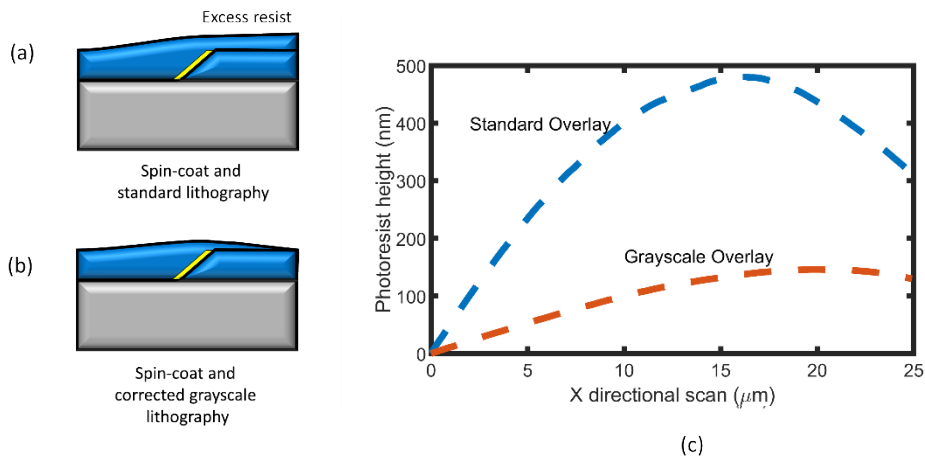 Excess resist
(a)
Spin-coat and
standard lithography
(b)
Spin-coat and
corrected grayscale
lithography
500
400
300
200
100
0
Photoresist height (nm)
Standard Overlay
Grayscale Overlay
0 5 10 15 20 25
X directional scan (μm)
(c)